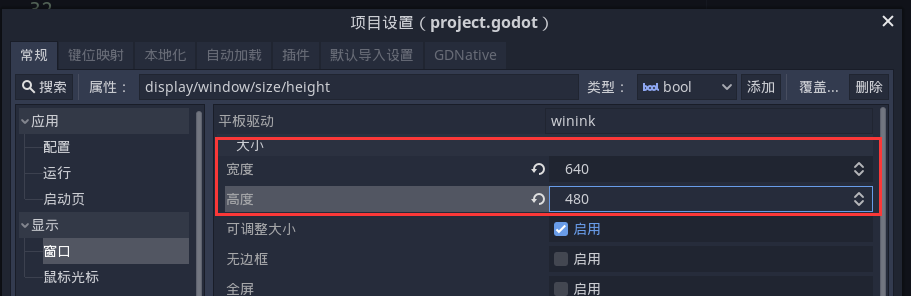 32
项目设置（project.godot）
常规 键位映射 本地化 自动加载 插件 默认导入设置 GDNative
搜索 属性： display/window/size/height 类型： bool bool 添加 覆盖... 删除
应用
配置
运行
启动页
显示
窗口
鼠标光标
平板驱动 winink
大小
宽度 640
高度 480
可调整大小 启用
无边框 启用
全屏 启用